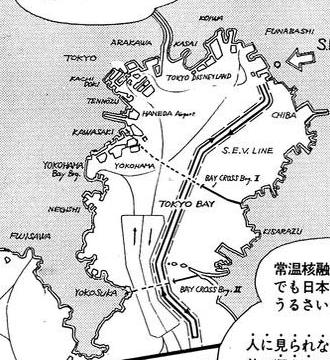 KOIWA
ARAKAWA
KASAI
FUNABASHI
TOKYO
S.
KACHI
DOKI
TOKYO DISNEYLAND
TENNOZU
HANEDA Airport
CHIBA
KAWASAKI
S.E.V. LINE
YOKOHAMA
Bay Brg.
YOKOHAMA
BAY CROSS Brg. I
TOKYO BAY
NEGISHI
KISARAZU
FUJISAWA
YOKOSUKA
BAY CROSS Brg. II
常温核融
でも日本
うるさい
人に見られな